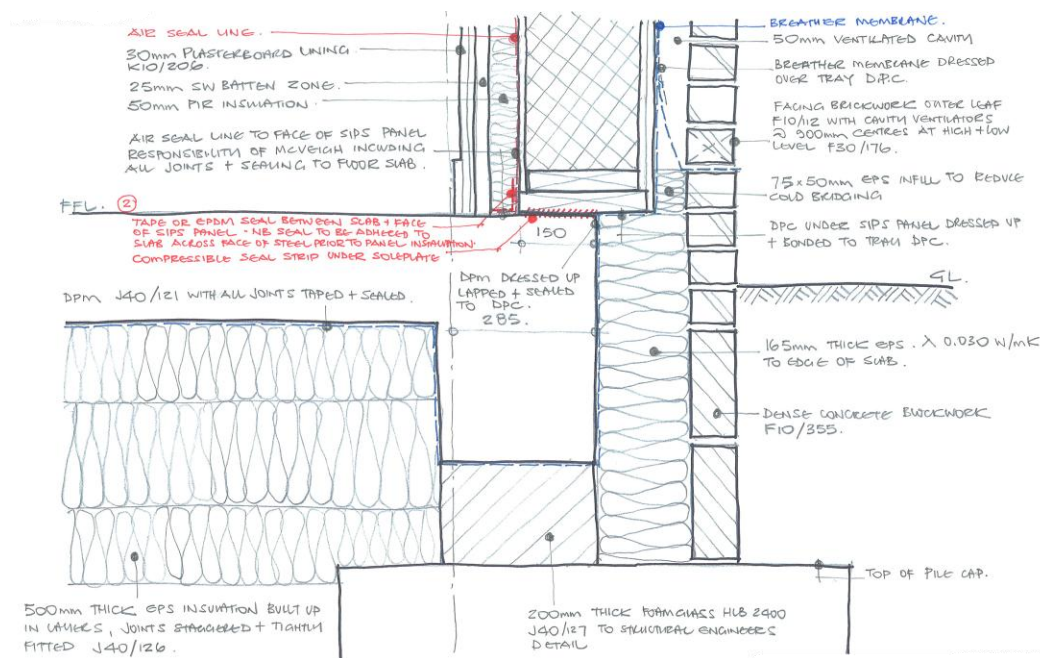 AIR SEAL LINE.
30mm PLASTERBOARD LINING
K10/206.
25mm SW BATTEN ZONE.
50mm PIR INSULATION.
AIR SEAL LINE TO FACE OF SIPS PANEL
RESPONSIBILITY OF MCVEIGH INCLUDING
ALL JOINTS + SEALING TO FLOOR SLAB.
FFL.
2
TAPE OR EPDM SEAL BETWEEN SLAB + FACE
OF SIPS PANEL - NB SEAL TO BE ADHERED TO
SLAB ACROSS FACE OF STEEL PRIOR TO PANEL INSTALLATION.
COMPRESSIBLE SEAL STRIP UNDER SOLEPLATE
150
DPM DRESSED UP
LAPPED + SEALED
TO DPC.
285.
DPM J40/121 WITH ALL JOINTS TAPED + SEALED.
500mm THICK EPS INSULATION BUILT UP
IN LAYERS, JOINTS STAGGERED + TIGHTLY
FITTED J40/126.
200mm THICK FOAMGLASS HLB 2400
J40/127 TO STRUCTURAL ENGINEERS
DETAIL
BREATHER MEMBRANE.
50mm VENTILATED CAVITY
BREATHER MEMBRANE DRESSED
OVER TRAY D.P.C.
FACING BRICKWORK OUTER LEAF
F10/12 WITH CAVITY VENTILATORS
@ 900mm CENTRES AT HIGH + LOW
LEVEL F30/176.
75x50mm EPS INFILL TO REDUCE
COLD BRIDGING
DPC UNDER SIPS PANEL DRESSED UP
+ BONDED TO TRAY DPC.
GL.
165mm THICK EPS. λ 0.030 W/mK
TO EDGE OF SLAB.
DENSE CONCRETE BLOCKWORK
F10/355.
TOP OF PILE CAP.